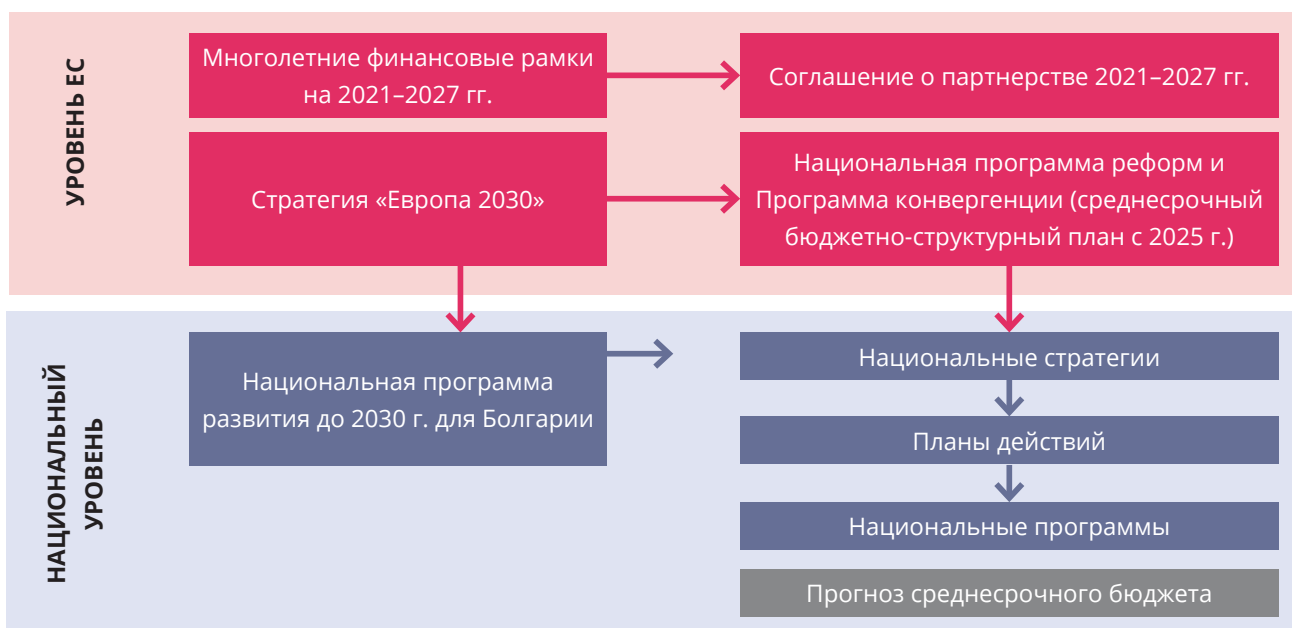 УРОВЕНЬ ЕС
Многолетние финансовые рамки
на 2021–2027 гг.
Соглашение о партнерстве 2021–2027 гг.
Стратегия «Европа 2030»
Национальная программа реформ и
Программа конвергенции (среднесрочный
бюджетно-структурный план с 2025 г.)
НАЦИОНАЛЬНЫЙ
УРОВЕНЬ
Национальная программа
развития до 2030 г. для Болгарии
Национальные стратегии
Планы действий
Национальные программы
Прогноз среднесрочного бюджета